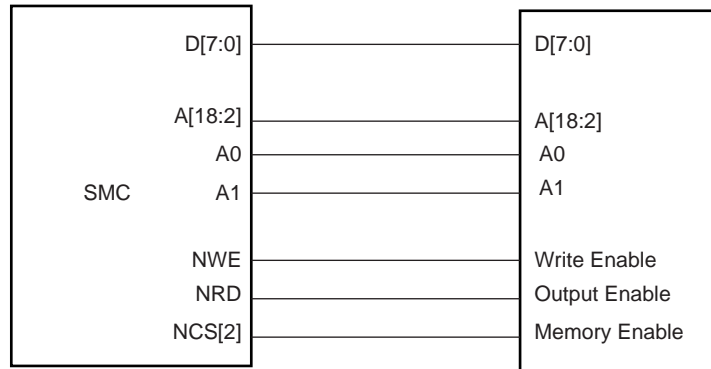 D[7:0] D[7:0]
A[18:2] A[18:2]
A0 A0
SMC A1 A1
NWE Write Enable
NRD Output Enable
NCS[2] Memory Enable